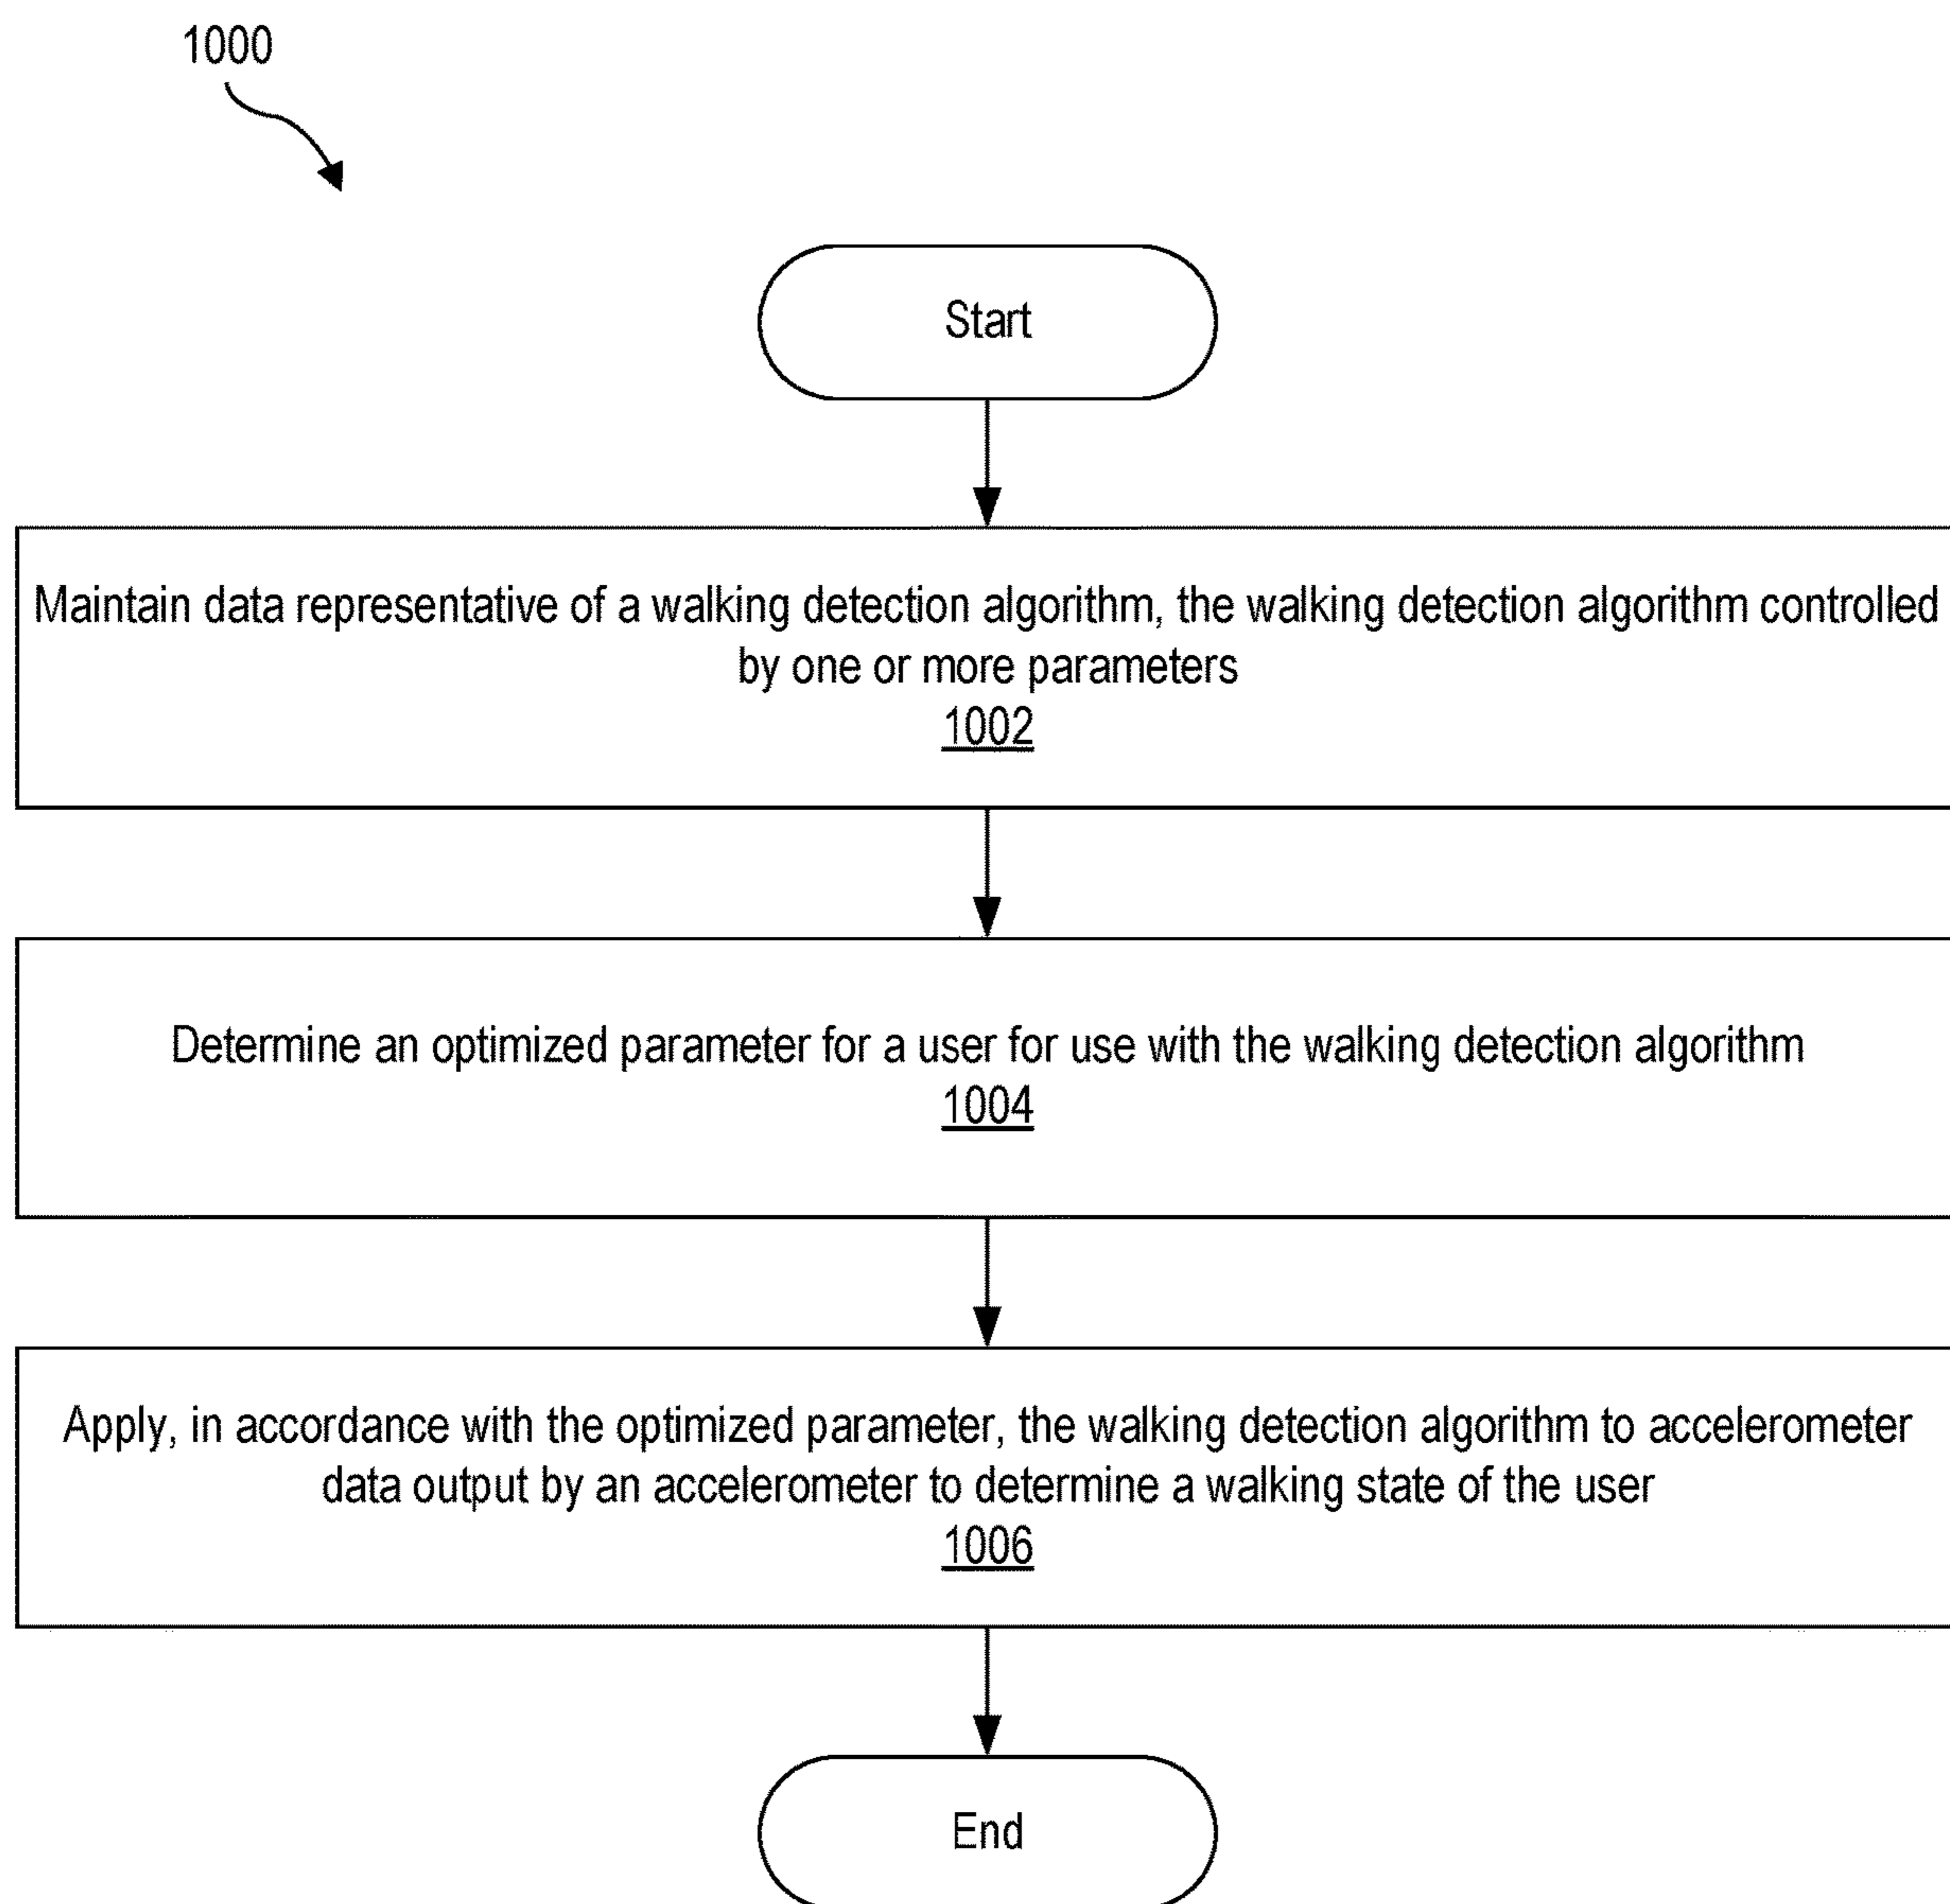 1000
Start
Maintain data representative of a walking detection algorithm, the walking detection algorithm controlled
by one or more parameters
1002
Determine an optimized parameter for a user for use with the walking detection algorithm
1004
Apply, in accordance with the optimized parameter, the walking detection algorithm to accelerometer
data output by an accelerometer to determine a walking state of the user
1006
End